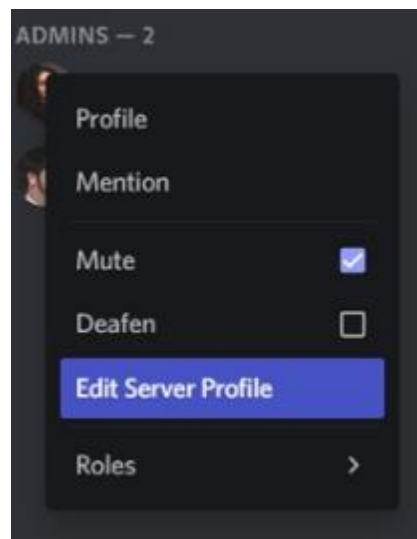 ADMINS — 2
Profile
Mention
Mute
Deafen
Edit Server Profile
Roles